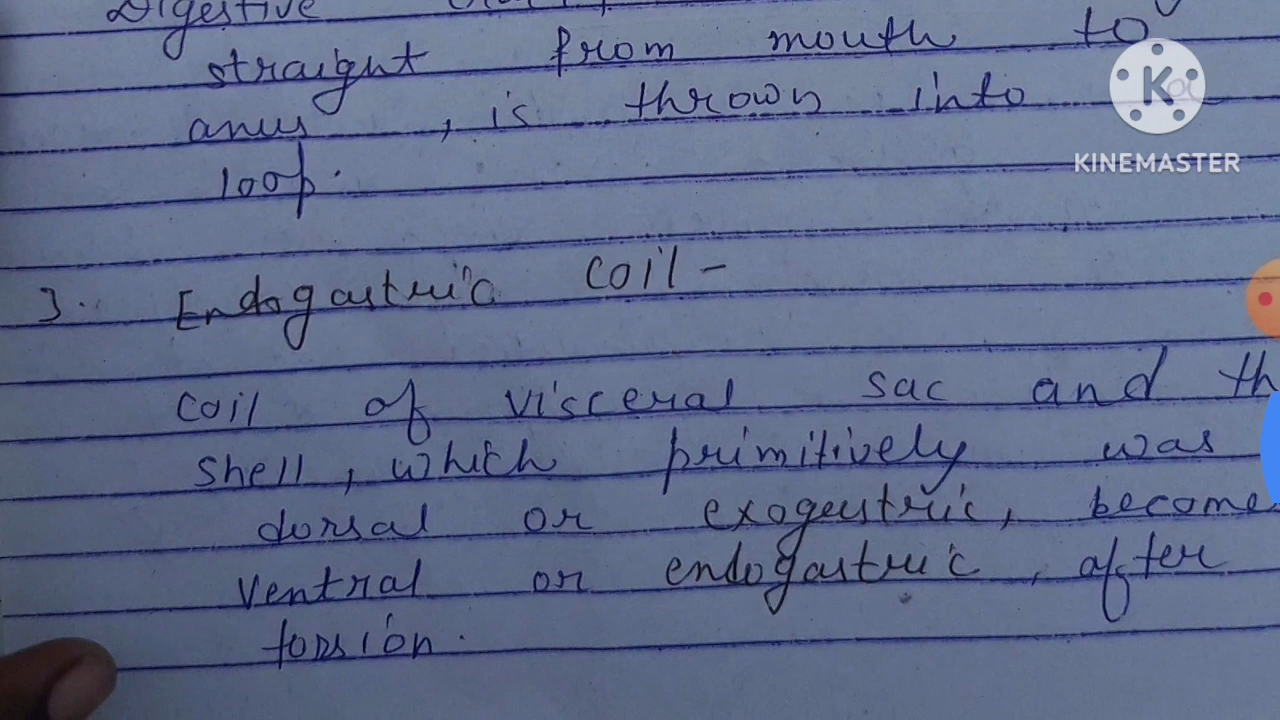 Digestive
straight from mouth to
anus, is thrown into
loop.
3. Endogastric coil -
coil of visceral sac and th
shell, which primitively was
dorsal or exogastric, become
ventral or endogastric, after
torsion.
K
KINEMASTER